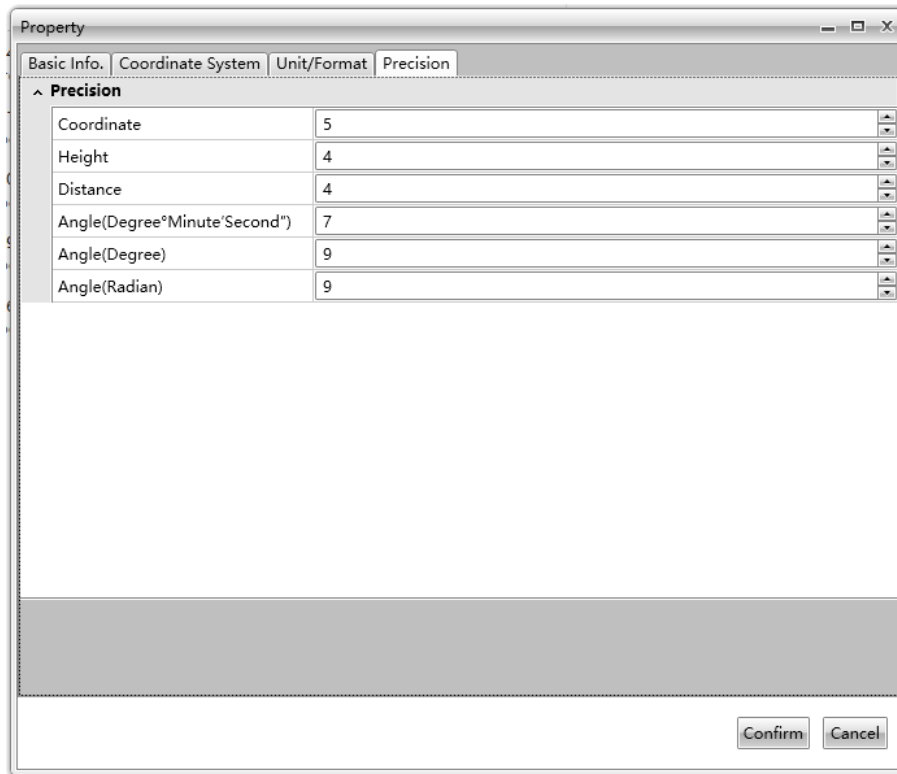 Property
Basic Info. Coordinate System Unit/Format Precision
Precision
Coordinate 5
Height 4
Distance 4
Angle(Degree°Minute′Second″) 7
Angle(Degree) 9
Angle(Radian) 9
Confirm Cancel